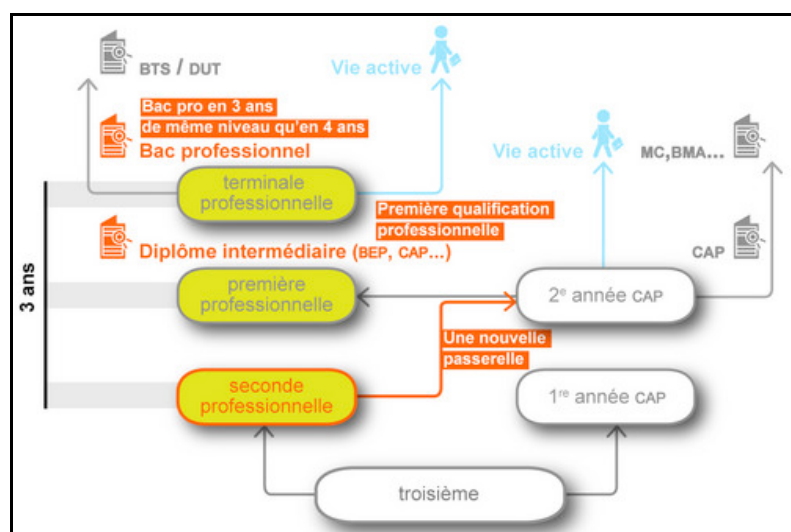 BTS / DUT
Vie active
Bac pro en 3 ans
de même niveau qu'en 4 ans
Bac professionnel
Vie active
MC,BMA...
terminale
professionnelle
Première qualification
professionnelle
Diplôme intermédiaire (BEP, CAP...)
CAP
3 ans
première
professionnelle
2e année CAP
Une nouvelle
passerelle
seconde
professionnelle
1re année CAP
troisième